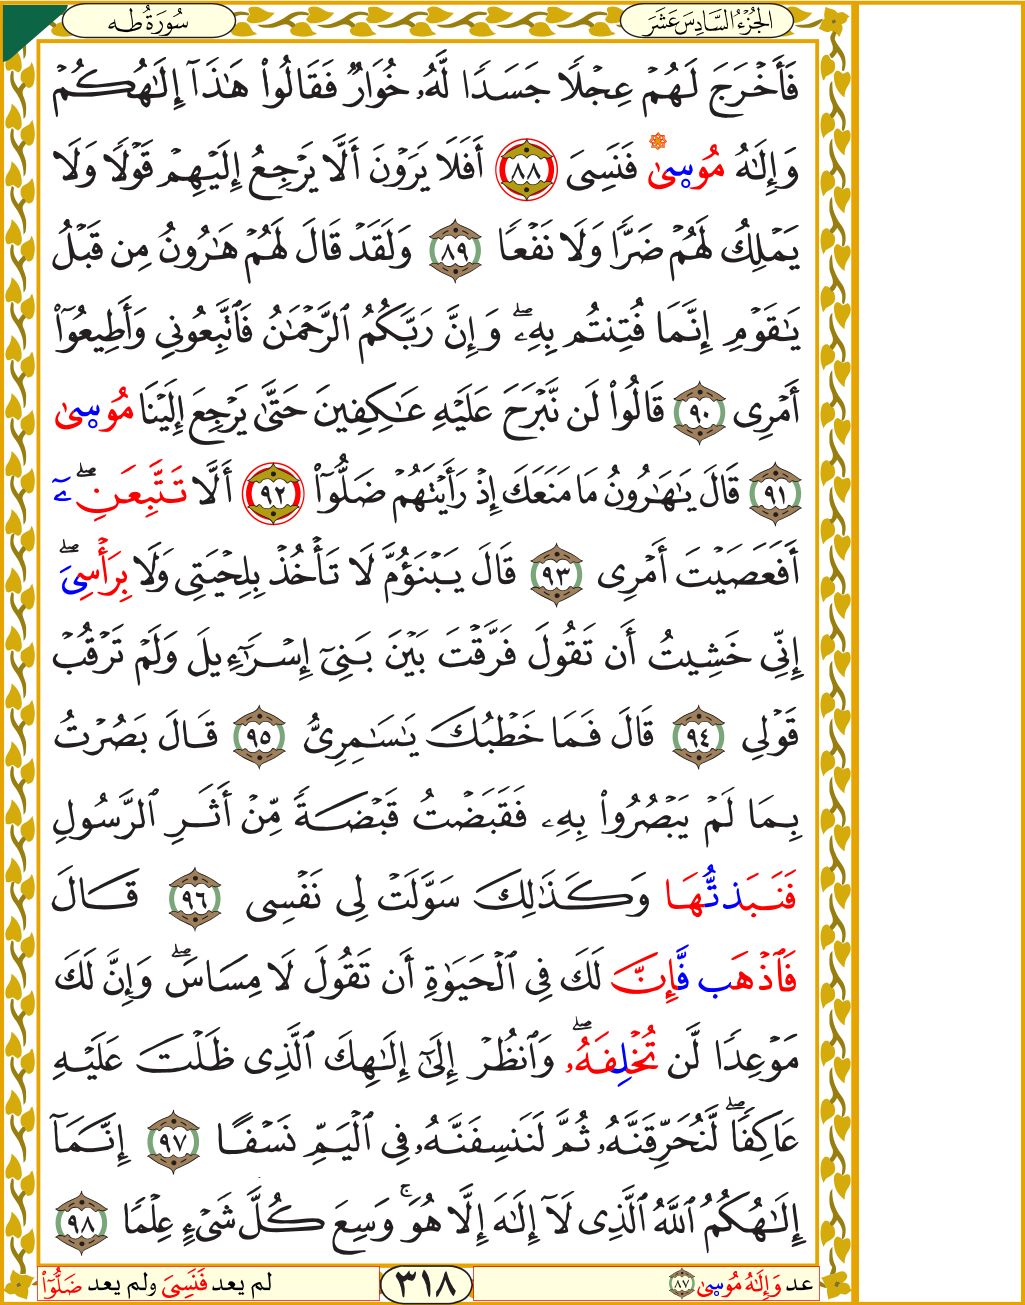 سُورَةُ طه
الجُزْءُ السَّادِسَ عَشَرَ
فَأَخْرَجَ لَهُمْ عِجْلًا جَسَدًا لَّهُۥ خُوَارٌ فَقَالُوا۟ هَٰذَآ إِلَٰهُكُمْ
وَإِلَٰهُ مُوسِىٰ فَنَسِىَ ٨٨ أَفَلَا يَرَوْنَ أَلَّا يَرْجِعُ إِلَيْهِمْ قَوْلًا وَلَا
يَمْلِكُ لَهُمْ ضَرًّا وَلَا نَفْعًا ٨٩ وَلَقَدْ قَالَ لَهُمْ هَٰرُونُ مِن قَبْلُ
يَٰقَوْمِ إِنَّمَا فُتِنتُم بِهِۦ ۖ وَإِنَّ رَبَّكُمُ ٱلرَّحْمَٰنُ فَٱتَّبِعُونِى وَأَطِيعُوٓا۟
أَمْرِى ٩٠ قَالُوا۟ لَن نَّبْرَحَ عَلَيْهِ عَٰكِفِينَ حَتَّىٰ يَرْجِعَ إِلَيْنَا مُوسِىٰ
٩١ قَالَ يَٰهَٰرُونُ مَا مَنَعَكَ إِذْ رَأَيْتَهُمْ ضَلُّوٓا۟ ٩٢ أَلَّا تَتَّبِعَنِۦ ۖ
أَفَعَصَيْتَ أَمْرِى ٩٣ قَالَ يَبْنَؤُمَّ لَا تَأْخُذْ بِلِحْيَتِى وَلَا بِرَأْسِىَ ۖ
إِنِّى خَشِيتُ أَن تَقُولَ فَرَّقْتَ بَيْنَ بَنِىٓ إِسْرَٰٓءِيلَ وَلَمْ تَرْقُبْ
قَوْلِى ٩٤ قَالَ فَمَا خَطْبُكَ يَٰسَٰمِرِىُّ ٩٥ قَالَ بَصُرْتُ
بِمَا لَمْ يَبْصُرُوا۟ بِهِۦ فَقَبَضْتُ قَبْضَةً مِّنْ أَثَرِ ٱلرَّسُولِ
فَنَبَذتُّهَا وَكَذَٰلِكَ سَوَّلَتْ لِى نَفْسِى ٩٦ قَالَ
فَٱذْهَب فَّإِنَّ لَكَ فِى ٱلْحَيَوٰةِ أَن تَقُولَ لَا مِسَاسَ ۖ وَإِنَّ لَكَ
مَوْعِدًا لَّن تُخْلِفَهُۥ ۖ وَٱنظُرْ إِلَىٰٓ إِلَٰهِكَ ٱلَّذِى ظَلْتَ عَلَيْهِ
عَاكِفًا ۖ لَّنُحَرِّقَنَّهُۥ ثُمَّ لَنَنسِفَنَّهُۥ فِى ٱلْيَمِّ نَسْفًا ٩٧ إِنَّمَآ
إِلَٰهُكُمُ ٱللَّهُ ٱلَّذِى لَآ إِلَٰهَ إِلَّا هُوَ ۚ وَسِعَ كُلَّ شَىْءٍ عِلْمًا ٩٨
عد وَإِلَٰهُ مُوسِىٰ ٨٧
٣١٨
لم يعد فَنَسِىَ ولم يعد ضَلُّوٓا۟